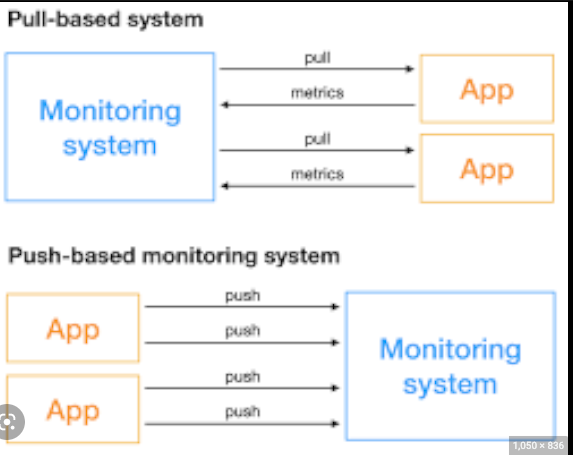 Pull-based system
pull
metrics
pull
metrics
Monitoring
system
App
App
Push-based monitoring system
App
App
push
push
push
push
Monitoring
system
1,050 × 836